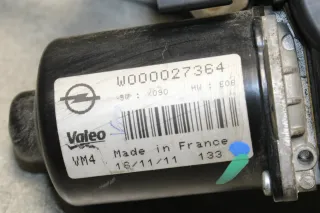 W000027364
Valeo
VM4
Made in France
16/11/11 133